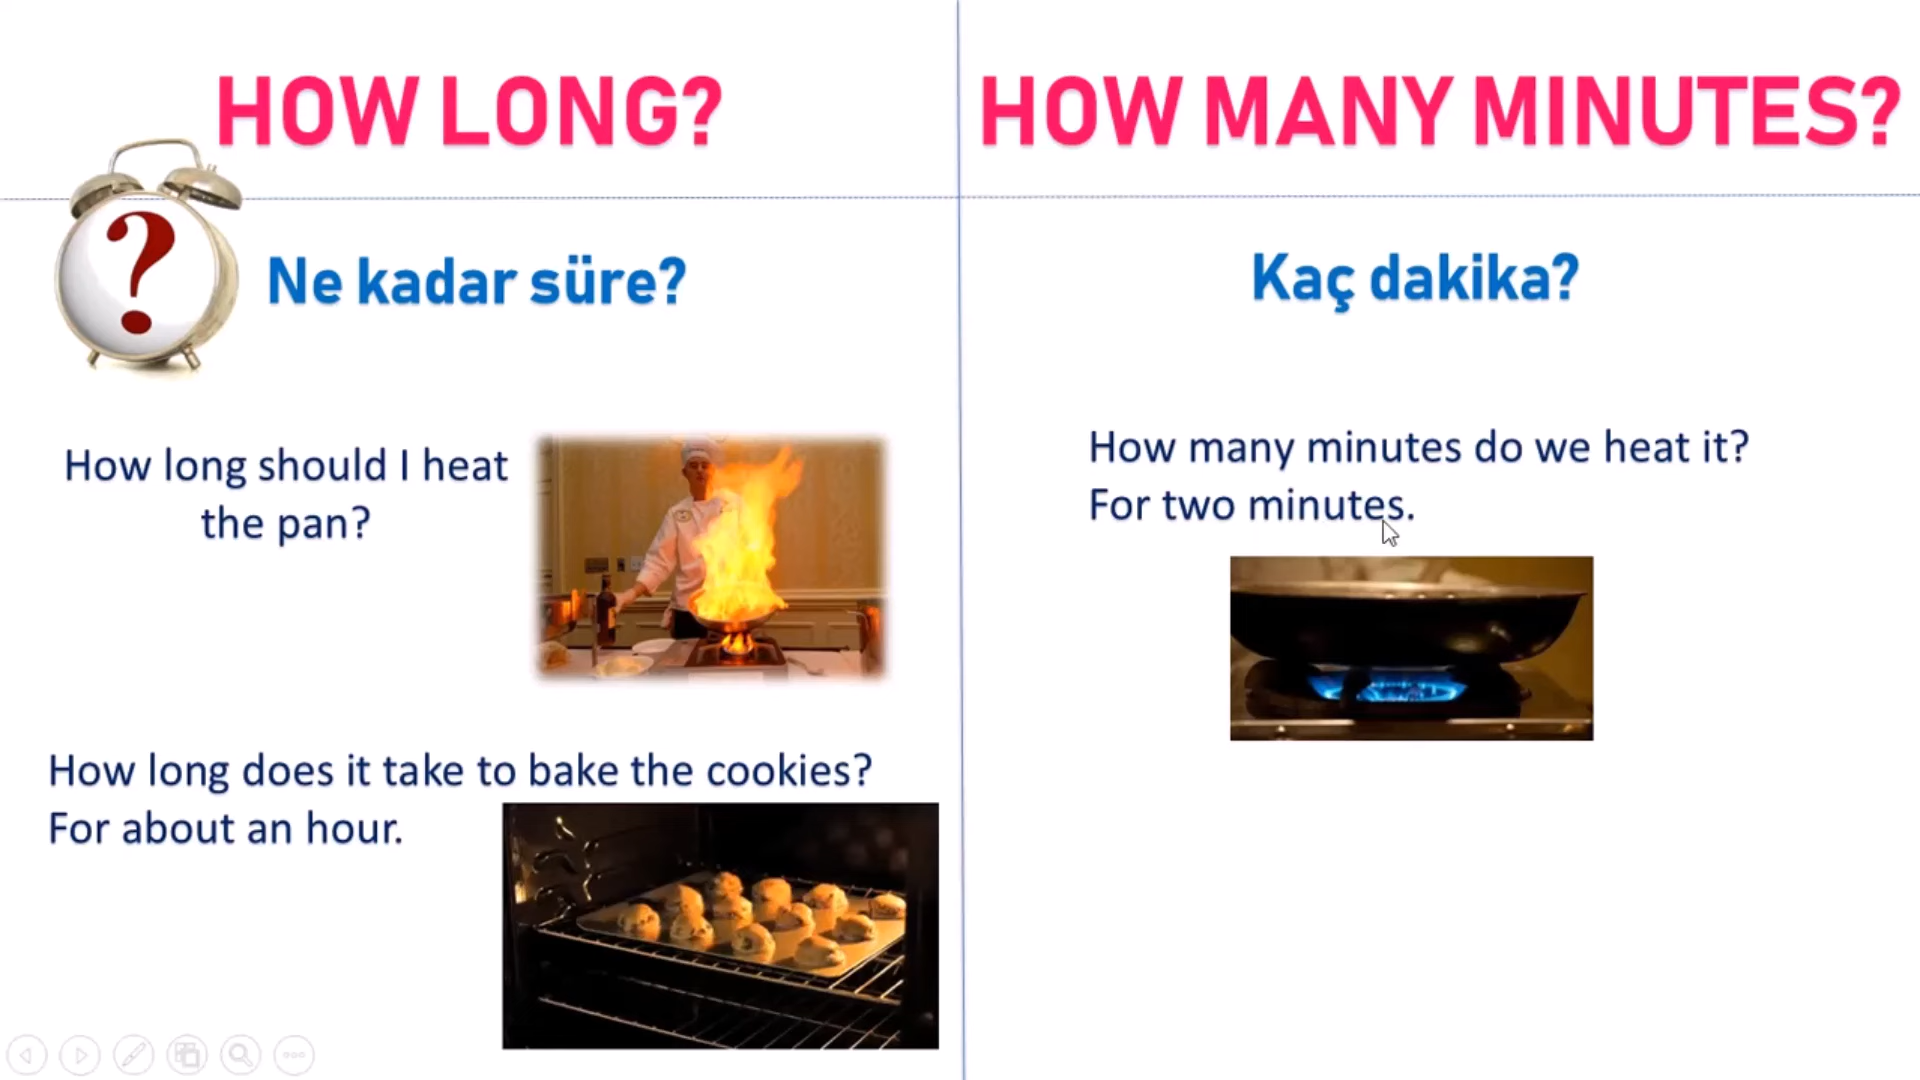 HOW LONG?
?
Ne kadar süre?
How long should I heat
the pan?
How long does it take to bake the cookies?
For about an hour.
HOW MANY MINUTES?
Kaç dakika?
How many minutes do we heat it?
For two minutes.